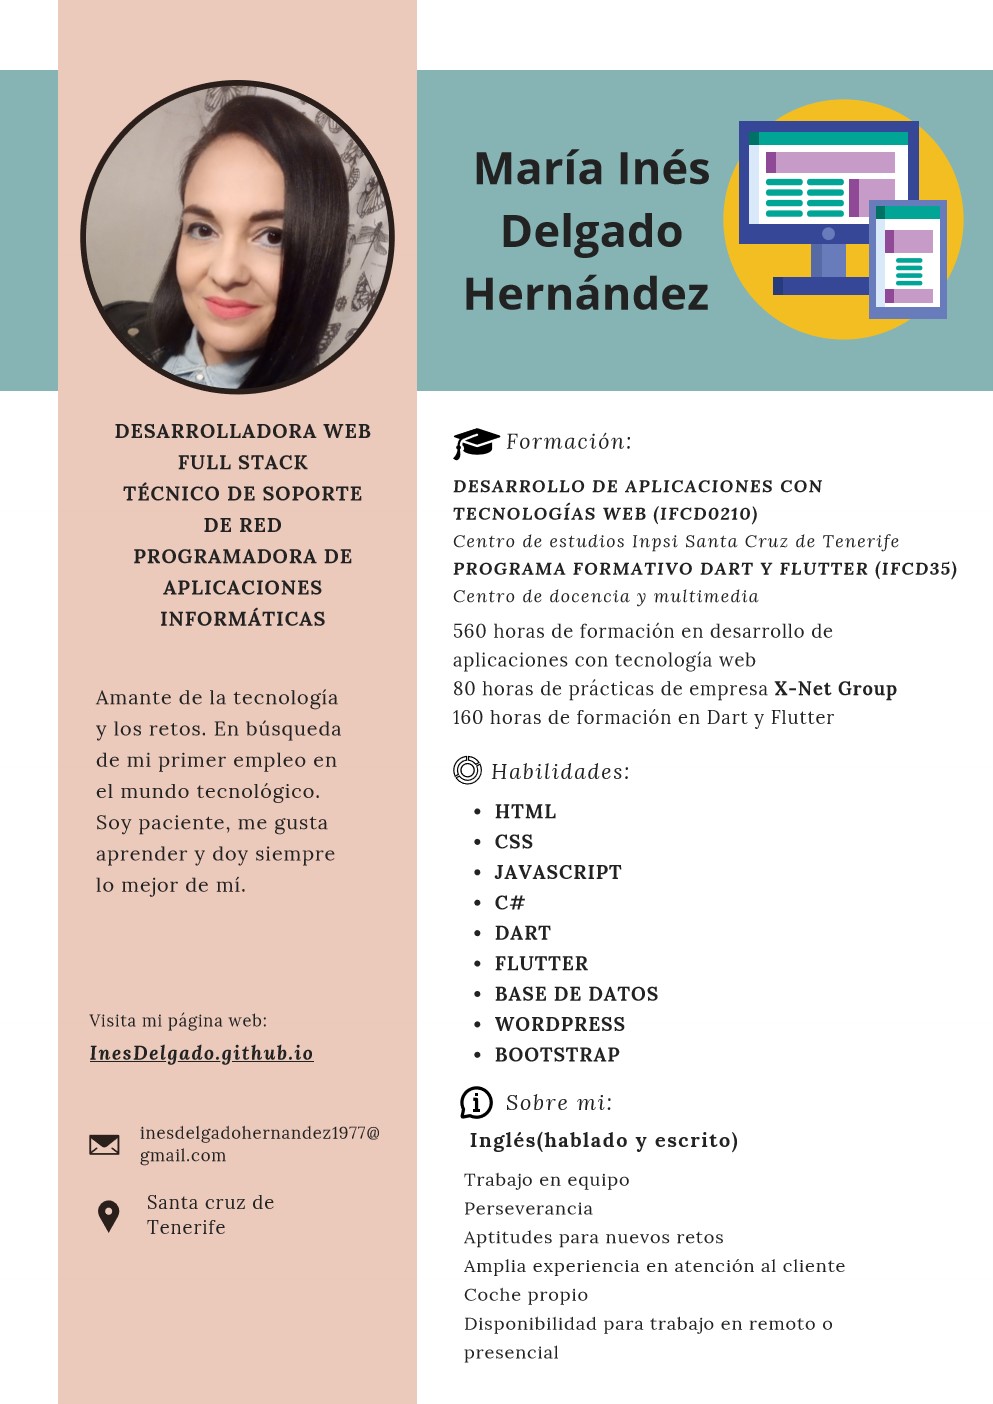 María Inés
Delgado
Hernández
DESARROLLADORA WEB
FULL STACK
TÉCNICO DE SOPORTE
DE RED
PROGRAMADORA DE
APLICACIONES
INFORMÁTICAS
Amante de la tecnología
y los retos. En búsqueda
de mi primer empleo en
el mundo tecnológico.
Soy paciente, me gusta
aprender y doy siempre
lo mejor de mí.
Visita mi página web:
InesDelgado.github.io
inesdelgadohernandez1977@
gmail.com
Santa cruz de
Tenerife
Formación:
DESARROLLO DE APLICACIONES CON
TECNOLOGÍAS WEB (IFCD0210)
Centro de estudios Inpsi Santa Cruz de Tenerife
PROGRAMA FORMATIVO DART Y FLUTTER (IFCD35)
Centro de docencia y multimedia
560 horas de formación en desarrollo de
aplicaciones con tecnología web
80 horas de prácticas de empresa X-Net Group
160 horas de formación en Dart y Flutter
Habilidades:
• HTML
• CSS
• JAVASCRIPT
• C#
• DART
• FLUTTER
• BASE DE DATOS
• WORDPRESS
• BOOTSTRAP
Sobre mi:
Inglés(hablado y escrito)
Trabajo en equipo
Perseverancia
Aptitudes para nuevos retos
Amplia experiencia en atención al cliente
Coche propio
Disponibilidad para trabajo en remoto o
presencial